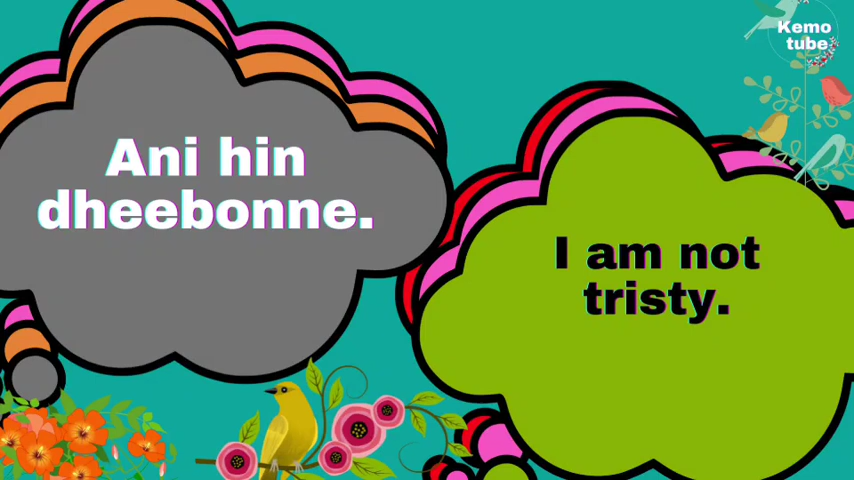 Kemo
tube
Ani hin
dheebonne.
I am not
tristy.